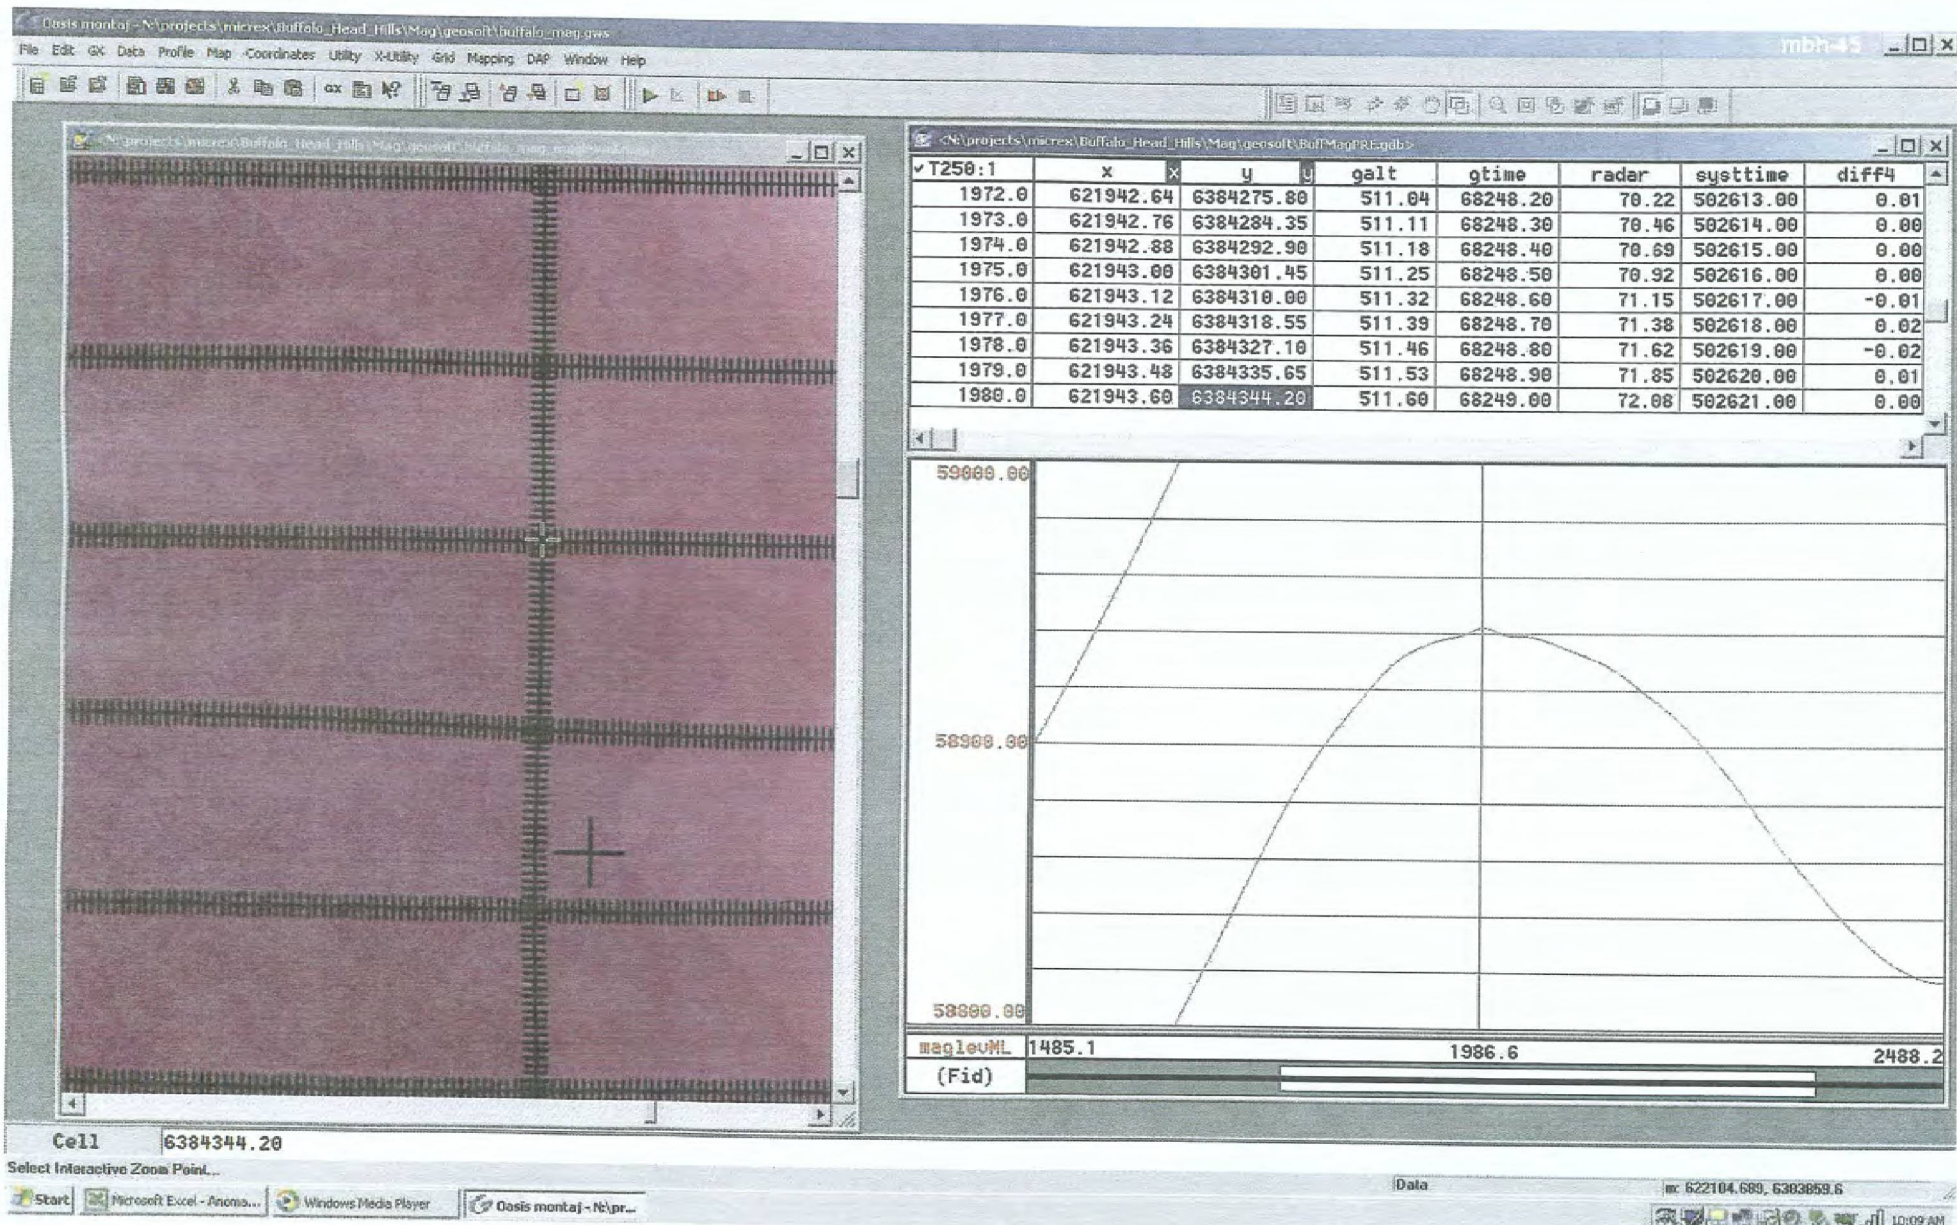 Oasis montaj - N:\projects\micrex\Buffalo_Head_Hills\Mag\geosoft\buffalo_mag.gws
mbh-45
File Edit GX Data Profile Map Coordinates Utility X-Utility Grid Mapping DAP Window Help
GX
<N:\projects\micrex\Buffalo_Head_Hills\Mag\geosoft\BuffMagPRE.gdb>
T250:1 x x y y galt gtime radar systtime diff4
1972.0 621942.64 6384275.80 511.04 68248.20 70.22 502613.00 0.01
1973.0 621942.76 6384284.35 511.11 68248.30 70.46 502614.00 0.00
1974.0 621942.88 6384292.90 511.18 68248.40 70.69 502615.00 0.00
1975.0 621943.00 6384301.45 511.25 68248.50 70.92 502616.00 0.00
1976.0 621943.12 6384310.00 511.32 68248.60 71.15 502617.00 -0.01
1977.0 621943.24 6384318.55 511.39 68248.70 71.38 502618.00 0.02
1978.0 621943.36 6384327.10 511.46 68248.80 71.62 502619.00 -0.02
1979.0 621943.48 6384335.65 511.53 68248.90 71.85 502620.00 0.01
1980.0 621943.60 6384344.20 511.60 68249.00 72.08 502621.00 0.00
59000.00
58900.00
58800.00
maglevML 1485.1 1986.6 2488.2
(Fid)
Cell 6384344.20
Select Interactive Zoom Point...
Data
m: 622104.689, 6383859.6
Start Microsoft Excel - Anoma... Windows Media Player Oasis montaj - N:\pr...
10:09 AM